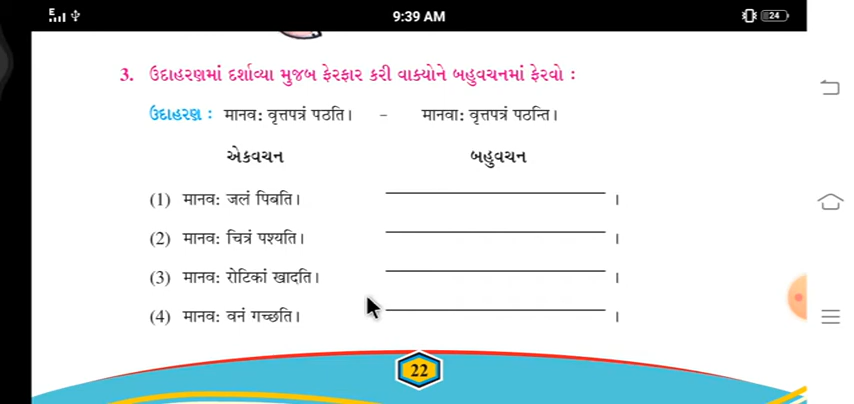 E
9:39 AM
24
3. ઉદાહરણમાં દર્શાવ્યા મુજબ ફેરફાર કરી વાક્યોને બહુવચનમાં ફેરવો :
ઉદાહરણ : मानवः वृत्तपत्रं पठति। – मानवाः वृत्तपत्रं पठन्ति।
એકવચન બહુવચન
(1) मानवः जलं पिबति। ।
(2) मानवः चित्रं पश्यति। ।
(3) मानवः रोटिकां खादति। ।
(4) मानवः वनं गच्छति। ।
22